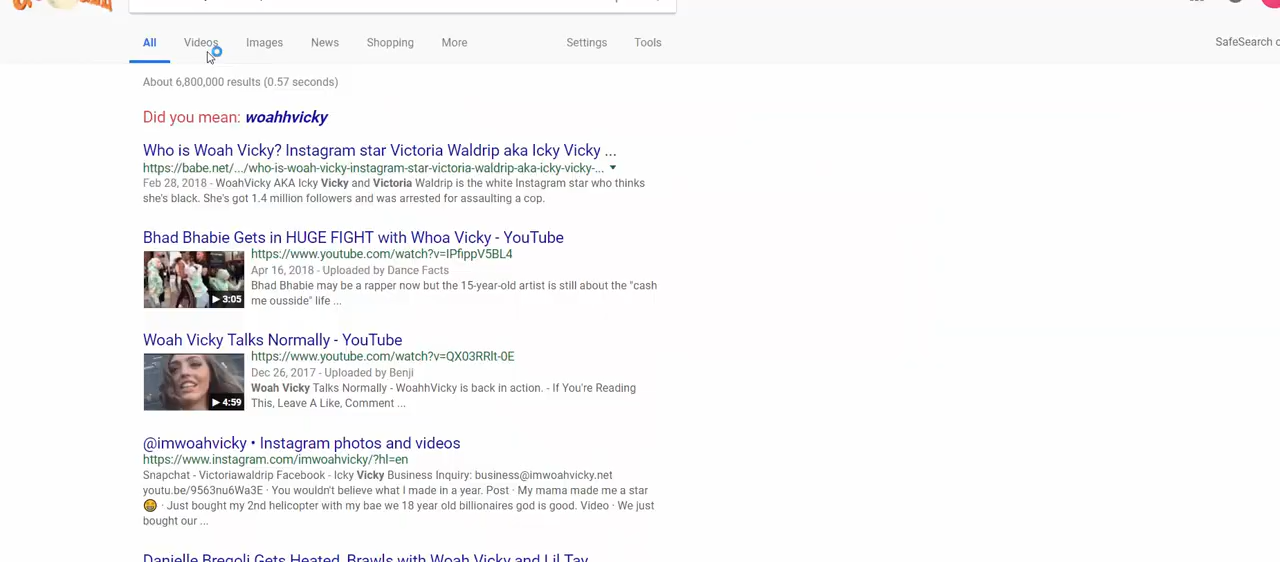 All Videos Images News Shopping More Settings Tools
SafeSearch
About 6,800,000 results (0.57 seconds)
Did you mean: woahhvicky
Who is Woah Vicky? Instagram star Victoria Waldrip aka Icky Vicky ...
https://babe.net/.../who-is-woah-vicky-instagram-star-victoria-waldrip-aka-icky-vicky-...
Feb 28, 2018 - WoahVicky AKA Icky Vicky and Victoria Waldrip is the white Instagram star who thinks
she's black. She's got 1.4 million followers and was arrested for assaulting a cop.
Bhad Bhabie Gets in HUGE FIGHT with Whoa Vicky - YouTube
https://www.youtube.com/watch?v=IPfippV5BL4
Apr 16, 2018 - Uploaded by Dance Facts
Bhad Bhabie may be a rapper now but the 15-year-old artist is still about the "cash
me ousside" life ...
3:05
Woah Vicky Talks Normally - YouTube
https://www.youtube.com/watch?v=QX03RRlt-0E
Dec 26, 2017 - Uploaded by Benji
Woah Vicky Talks Normally - WoahhVicky is back in action. - If You're Reading
This, Leave A Like, Comment ...
4:59
@imwoahvicky • Instagram photos and videos
https://www.instagram.com/imwoahvicky/?hl=en
Snapchat - Victoriawaldrip Facebook - Icky Vicky Business Inquiry: business@imwoahvicky.net
youtu.be/9563nu6Wa3E · You wouldn't believe what I made in a year. Post · My mama made me a star
😀 · Just bought my 2nd helicopter with my bae we 18 year old billionaires god is good. Video · We just
bought our ...
Danielle Bregoli Gets Heated, Brawls with Woah Vicky and Lil Tay